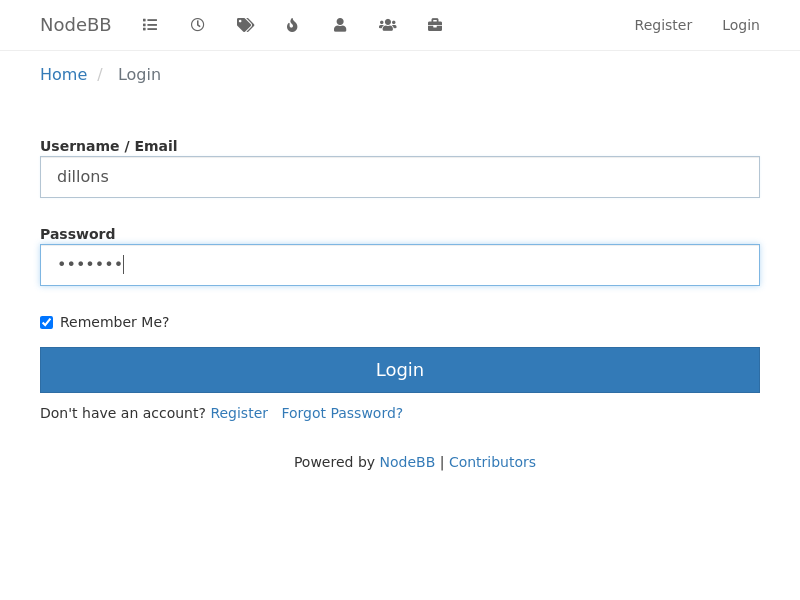 NodeBB Register Login
Home / Login
Username / Email
dillons
Password
•••••••
Remember Me?
Login
Don't have an account? Register Forgot Password?
Powered by NodeBB | Contributors